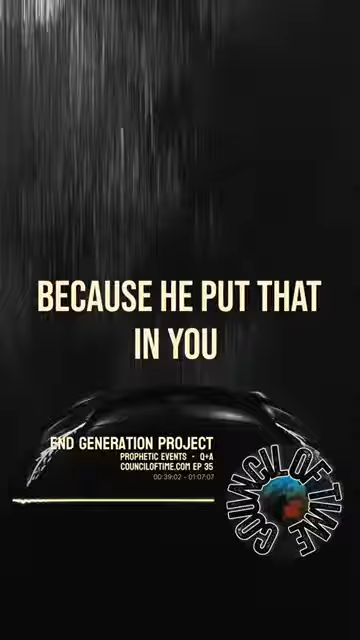 BECAUSE HE PUT THAT
IN YOU
END GENERATION PROJECT
PROPHETIC EVENTS - Q+A
COUNCILOFTIME.COM EP 35
00:39:02 - 01:07:07
COUNCIL OF TIME